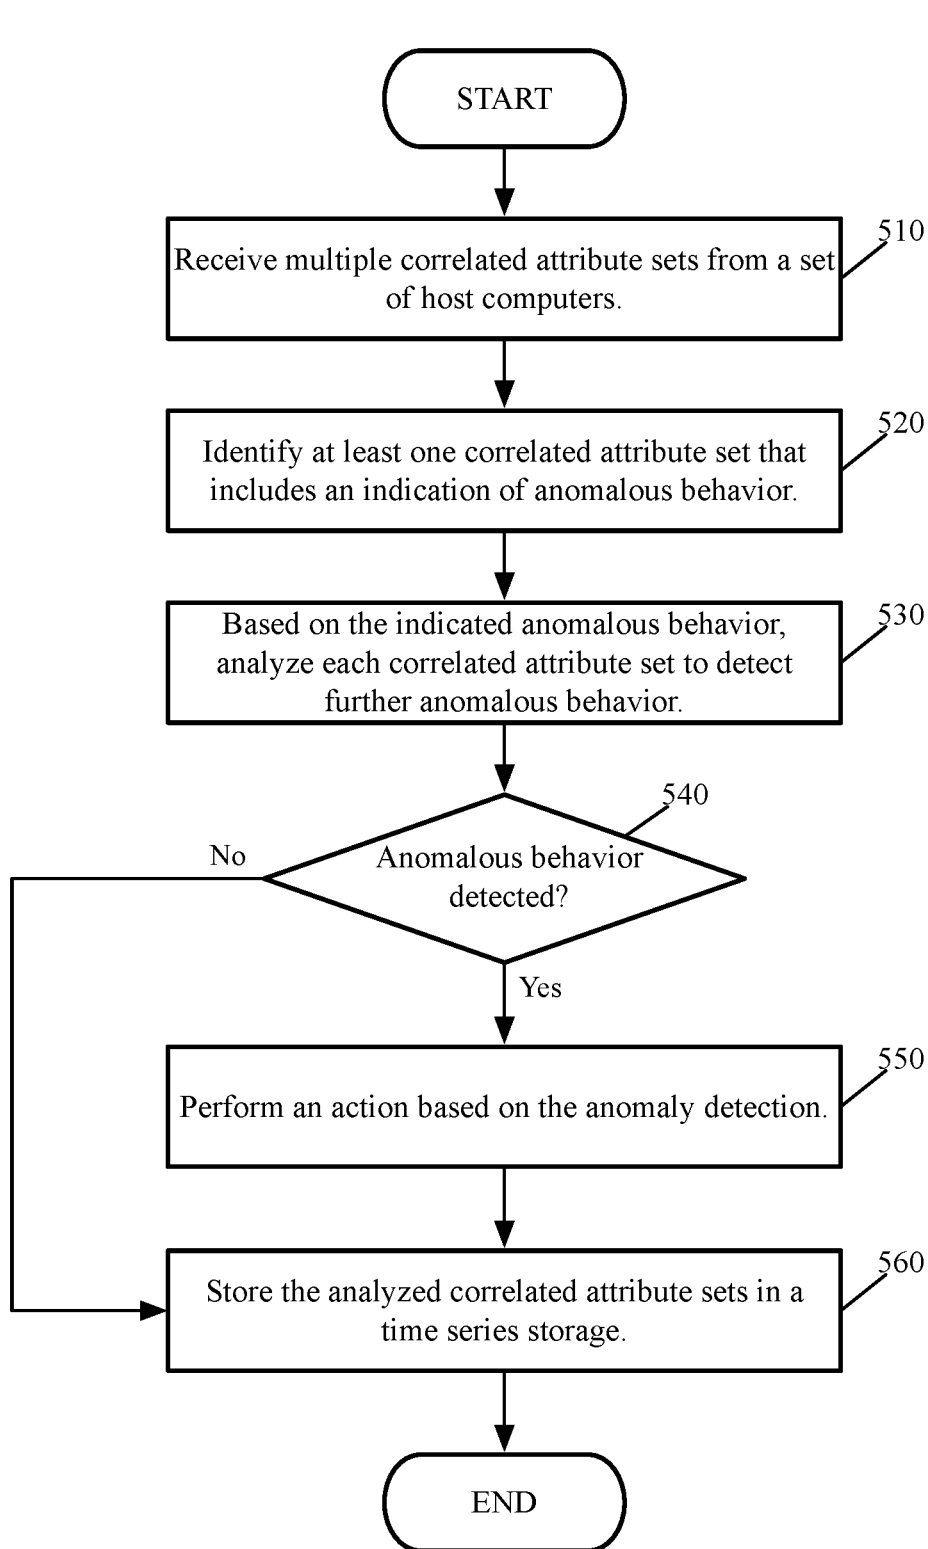 START
510
Receive multiple correlated attribute sets from a set
of host computers.
520
Identify at least one correlated attribute set that
includes an indication of anomalous behavior.
530
Based on the indicated anomalous behavior,
analyze each correlated attribute set to detect
further anomalous behavior.
540
No
Anomalous behavior
detected?
Yes
550
Perform an action based on the anomaly detection.
560
Store the analyzed correlated attribute sets in a
time series storage.
END